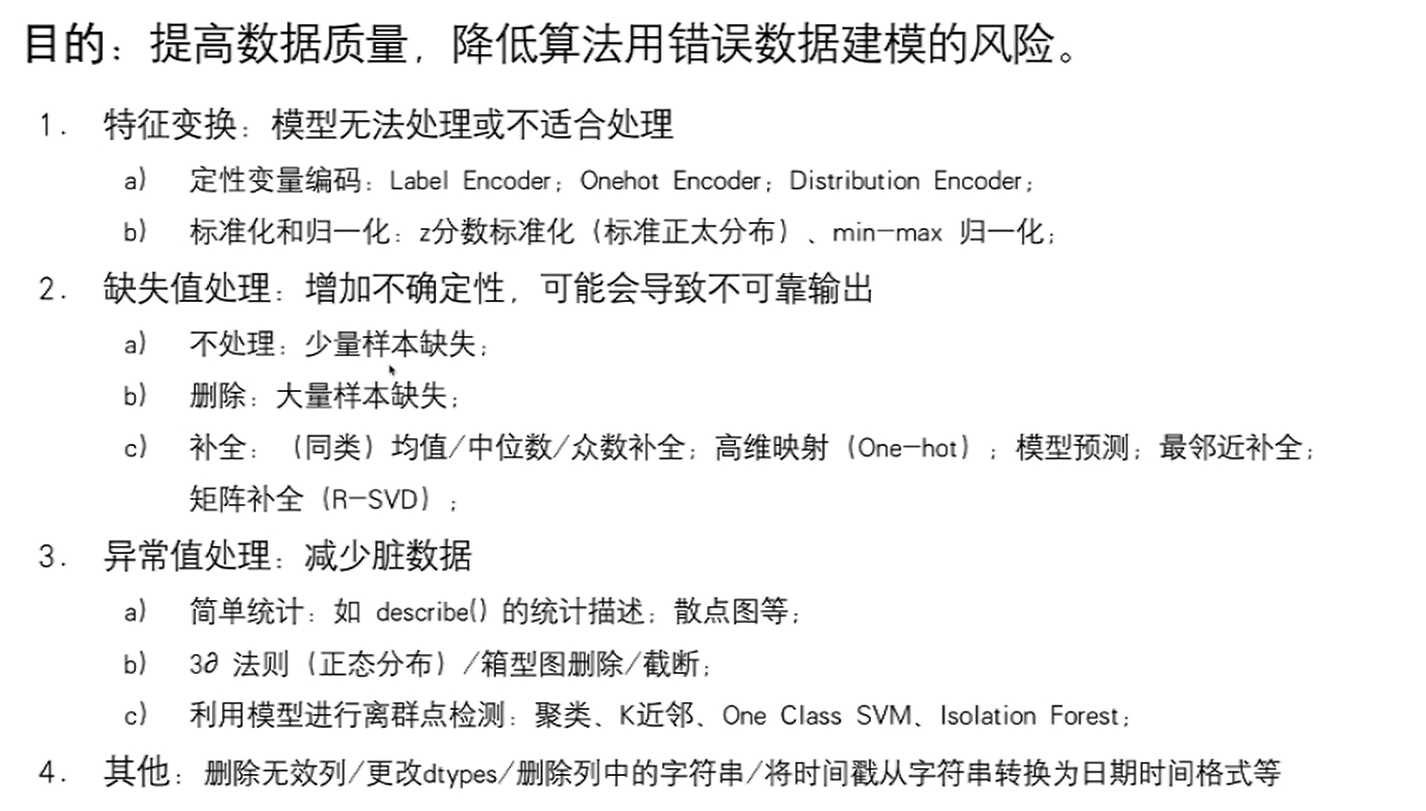 目的：提高数据质量，降低算法用错误数据建模的风险。
1. 特征变换：模型无法处理或不适合处理
a) 定性变量编码：Label Encoder；Onehot Encoder；Distribution Encoder；
b) 标准化和归一化：z分数标准化（标准正太分布）、min-max 归一化；
2. 缺失值处理：增加不确定性，可能会导致不可靠输出
a) 不处理：少量样本缺失；
b) 删除：大量样本缺失；
c) 补全：（同类）均值/中位数/众数补全；高维映射（One-hot）；模型预测；最邻近补全；
矩阵补全（R-SVD）；
3. 异常值处理：减少脏数据
a) 简单统计：如 describe() 的统计描述；散点图等；
b) 3∂ 法则（正态分布）/箱型图删除/截断；
c) 利用模型进行离群点检测：聚类、K近邻、One Class SVM、Isolation Forest；
4. 其他：删除无效列/更改dtypes/删除列中的字符串/将时间戳从字符串转换为日期时间格式等